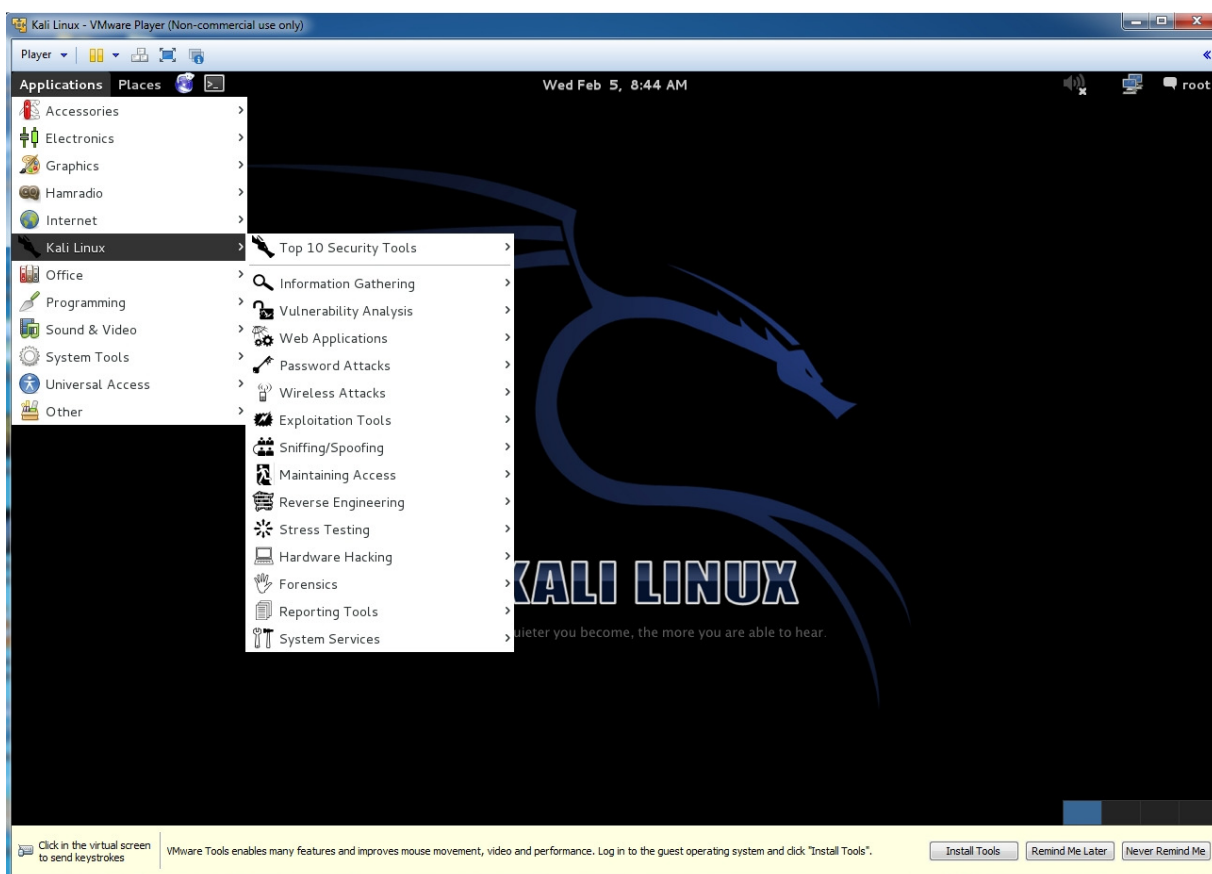 Kali Linux - VMware Player (Non-commercial use only)
Player
Applications Places
Wed Feb 5, 8:44 AM
root
Accessories
Electronics
Graphics
Hamradio
Internet
Kali Linux
Office
Programming
Sound & Video
System Tools
Universal Access
Other
Top 10 Security Tools
Information Gathering
Vulnerability Analysis
Web Applications
Password Attacks
Wireless Attacks
Exploitation Tools
Sniffing/Spoofing
Maintaining Access
Reverse Engineering
Stress Testing
Hardware Hacking
Forensics
Reporting Tools
System Services
KALI LINUX
uieter you become, the more you are able to hear.
Click in the virtual screen
to send keystrokes
VMware Tools enables many features and improves mouse movement, video and performance. Log in to the guest operating system and click "Install Tools".
Install Tools
Remind Me Later
Never Remind Me